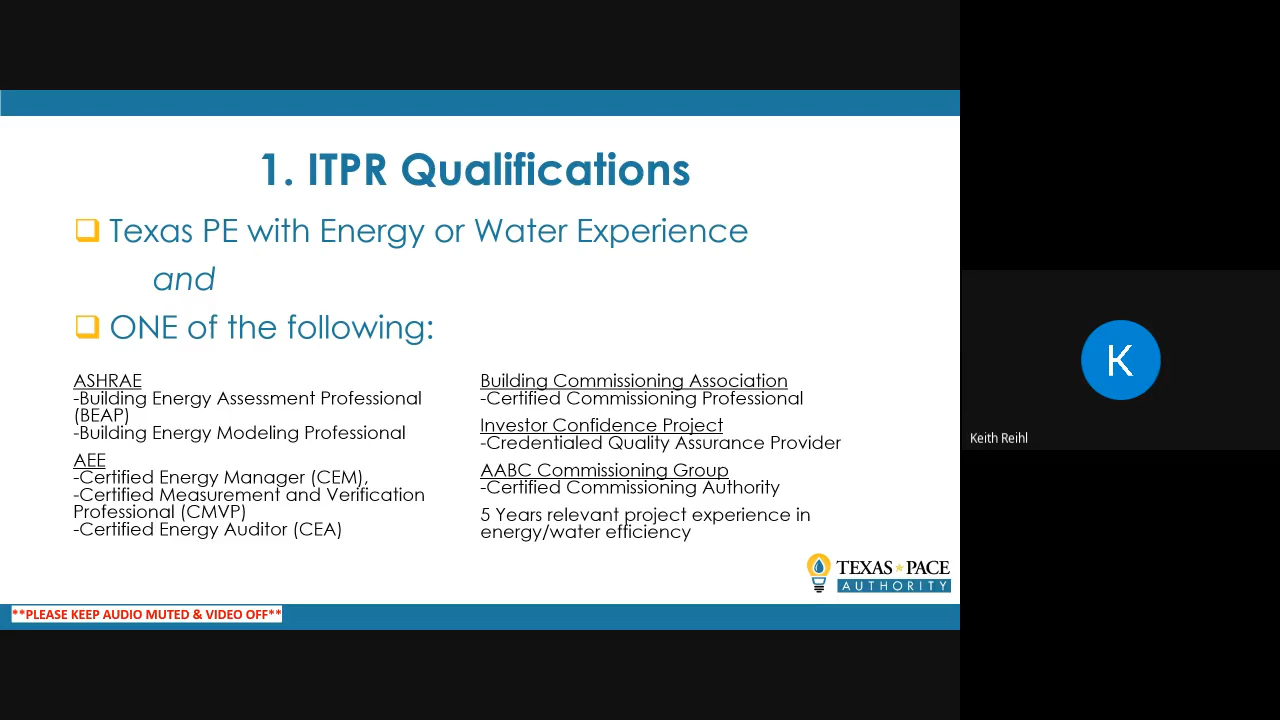 1. ITPR Qualifications
Texas PE with Energy or Water Experience
and
ONE of the following:
ASHRAE
-Building Energy Assessment Professional
(BEAP)
-Building Energy Modeling Professional
AEE
-Certified Energy Manager (CEM),
-Certified Measurement and Verification
Professional (CMVP)
-Certified Energy Auditor (CEA)
Building Commissioning Association
-Certified Commissioning Professional
Investor Confidence Project
-Credentialed Quality Assurance Provider
AABC Commissioning Group
-Certified Commissioning Authority
5 Years relevant project experience in
energy/water efficiency
TEXAS PACE
AUTHORITY
**PLEASE KEEP AUDIO MUTED & VIDEO OFF**
K
Keith Reihl